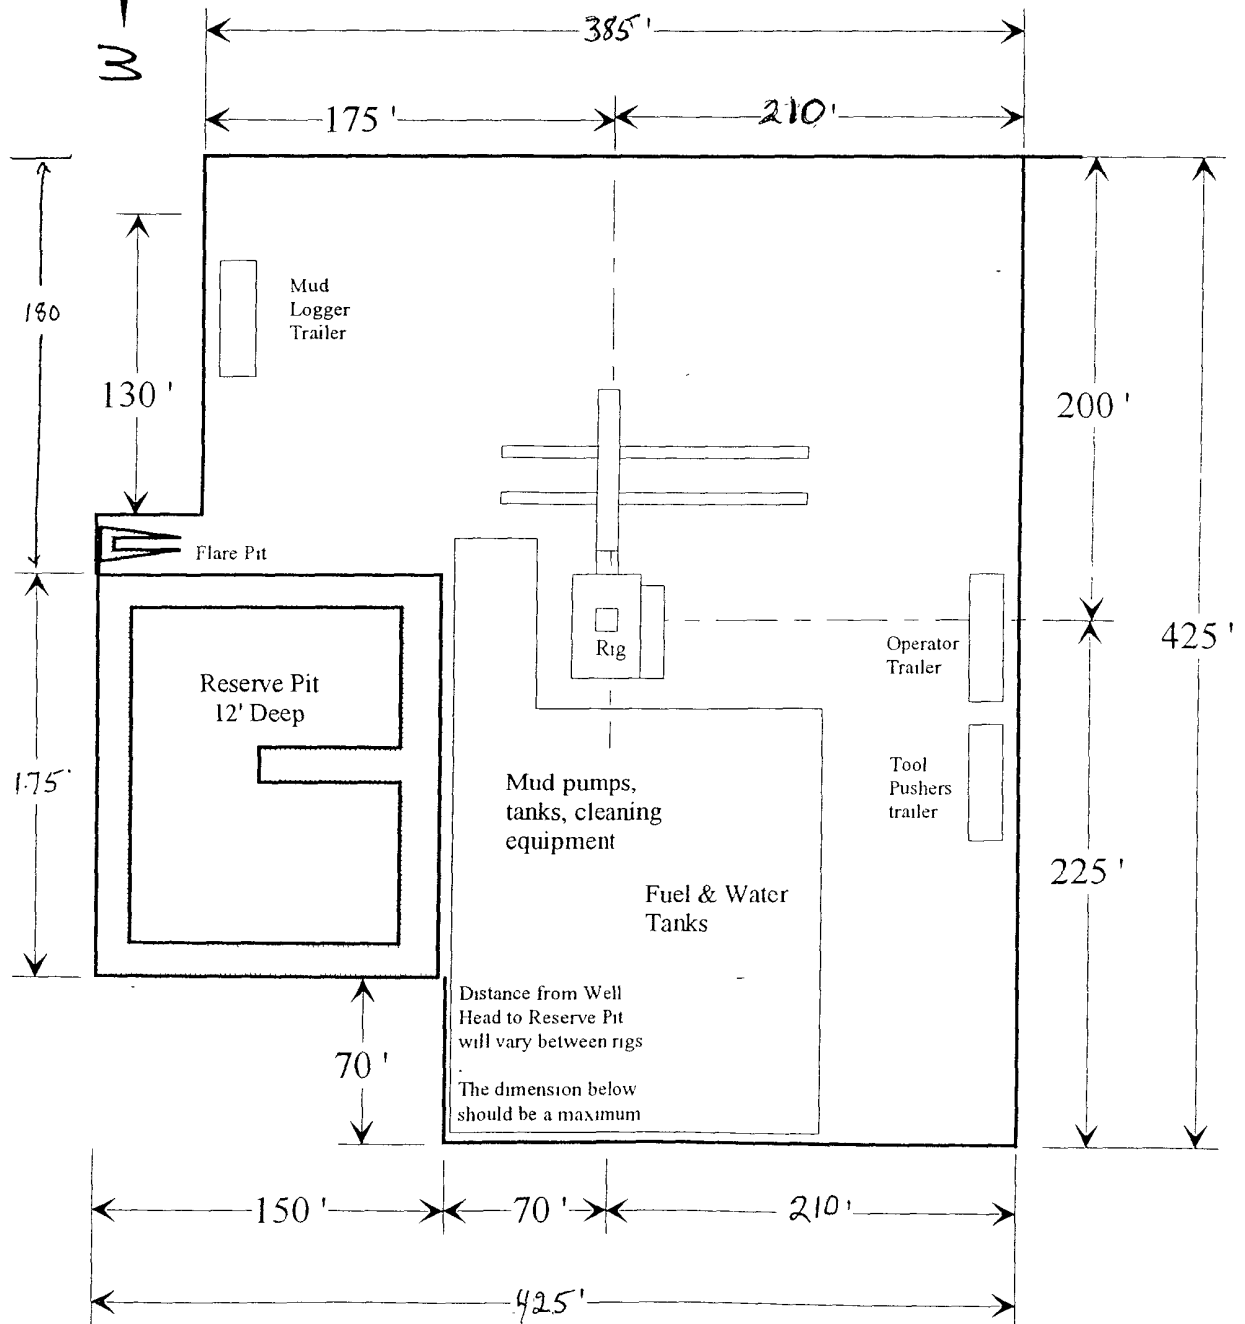 385'
175'
210'
180
130'
Mud
Logger
Trailer
200'
425'
Flare Pit
Rig
Operator
Trailer
Reserve Pit
12' Deep
175'
Mud pumps,
tanks, cleaning
equipment
Tool
Pushers
trailer
225'
Fuel & Water
Tanks
Distance from Well
Head to Reserve Pit
will vary between rigs
The dimension below
should be a maximum
70'
150'
70'
210'
425'